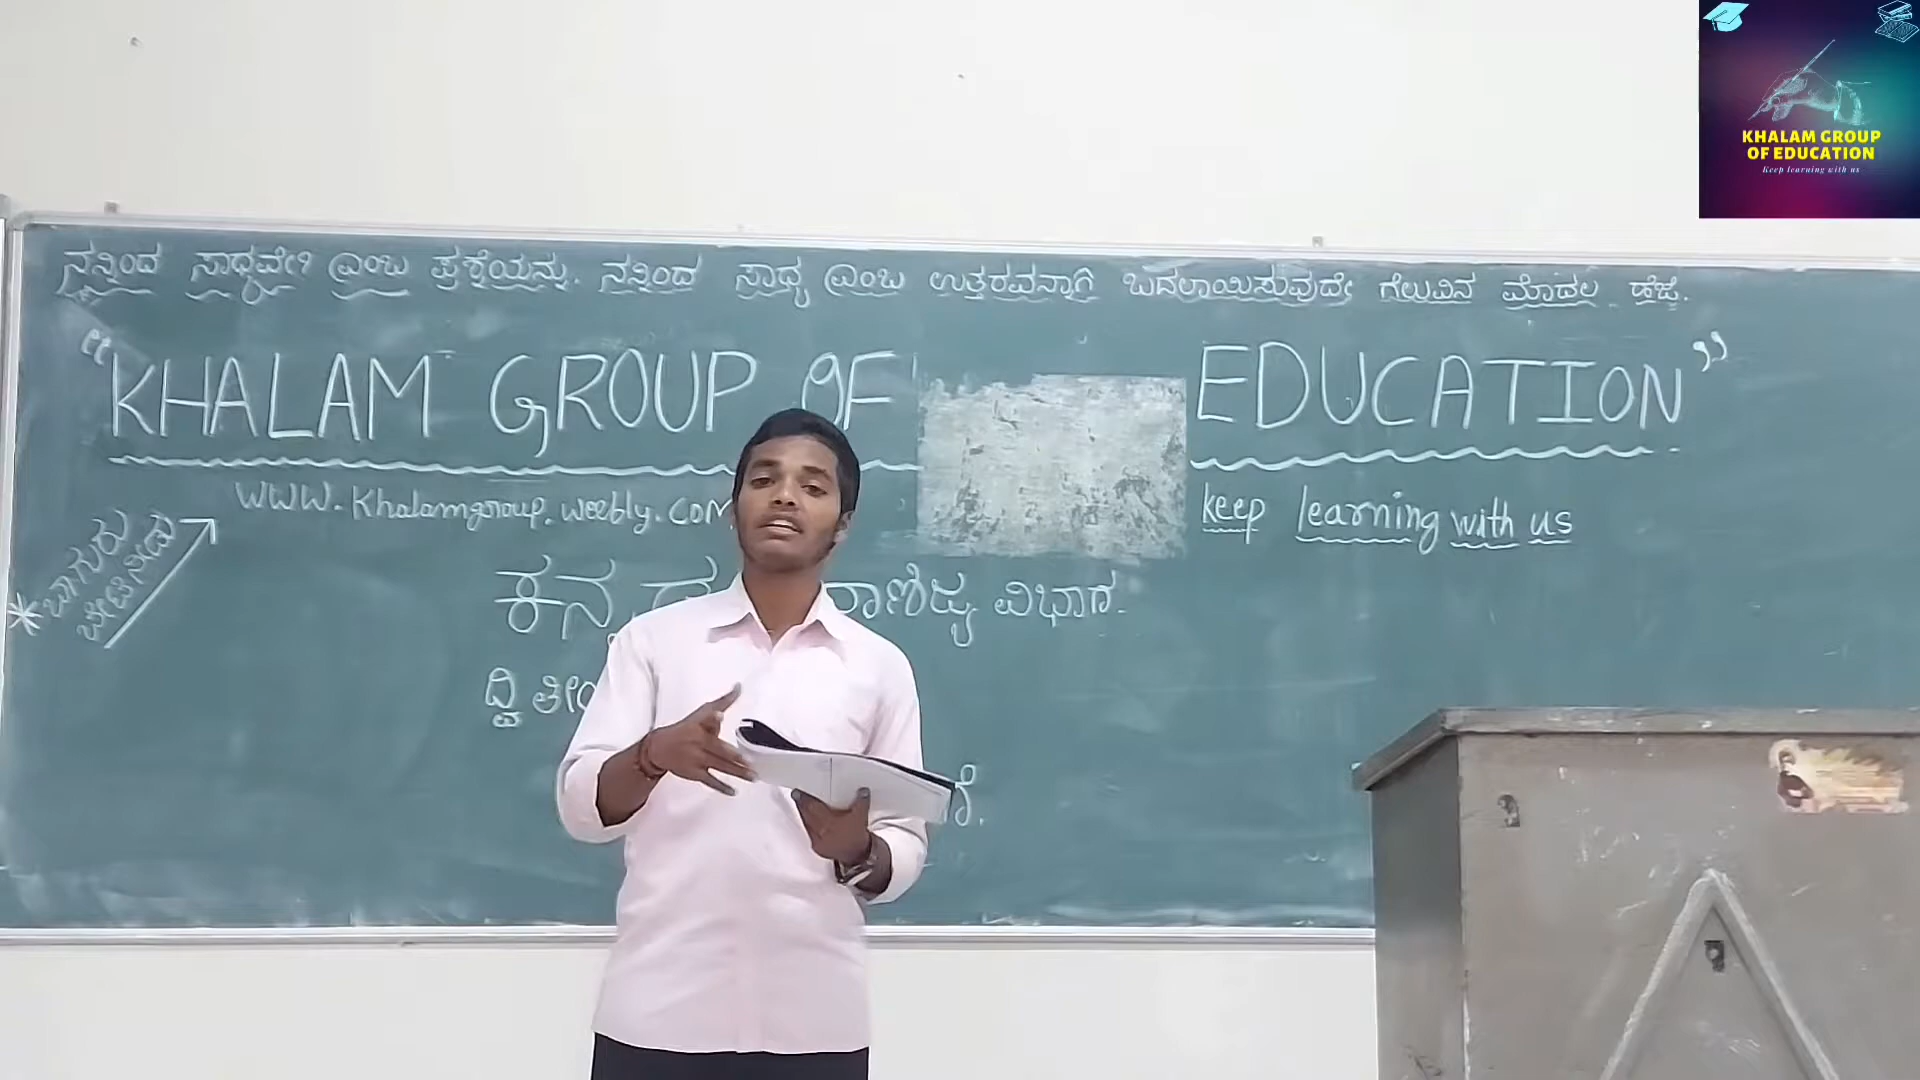 KHALAM GROUP
OF EDUCATION
Keep learning with us
ನನ್ನಿಂದ ಸಾಧ್ಯವೇ? ಎಂಬ ಪ್ರಶ್ನೆಯನ್ನು. ನನ್ನಿಂದ ಸಾಧ್ಯ ಎಂಬ ಉತ್ತರವನ್ನಾಗಿ ಬದಲಾಯಿಸುವುದೇ ಗೆಲುವಿನ ಮೊದಲ ಹೆಜ್ಜೆ.
"KHALAM GROUP OF EDUCATION"
www.khalamgroup.weebly.com
keep learning with us
ವಿಭಾಗ.